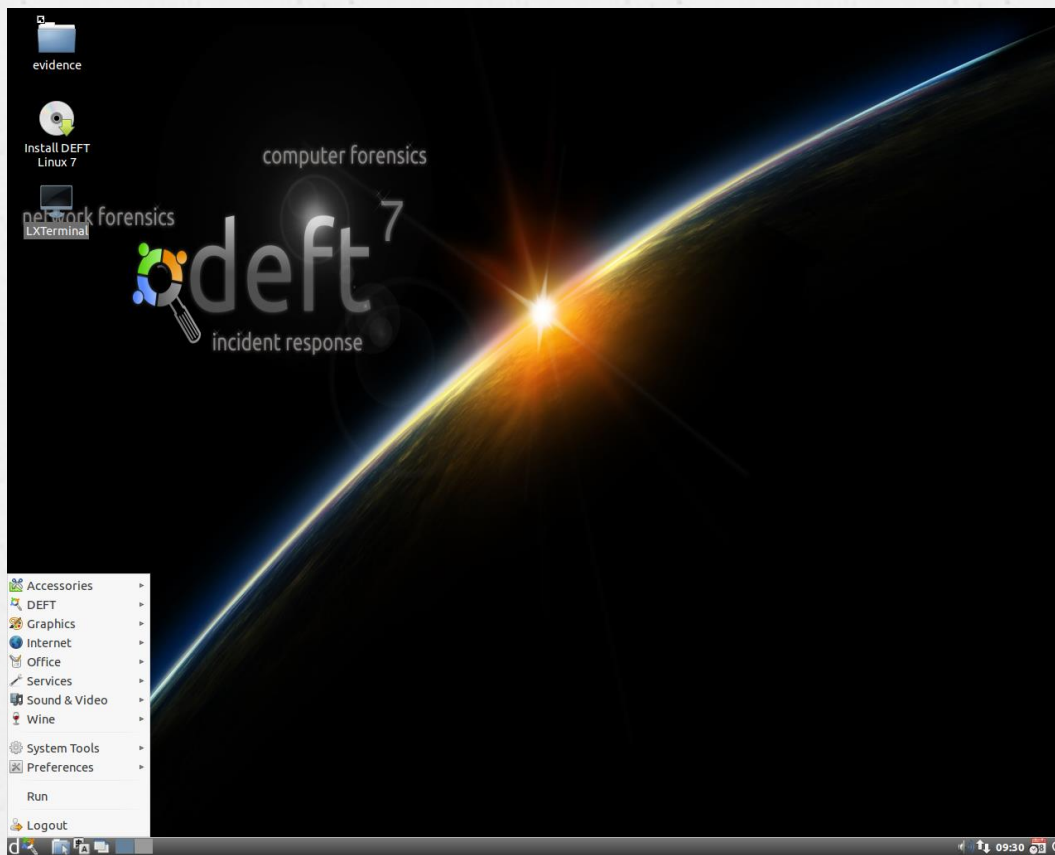 evidence
Install DEFT
Linux 7
LXTerminal
computer forensics
network forensics
deft 7
incident response
Accessories
DEFT
Graphics
Internet
Office
Services
Sound & Video
Wine
System Tools
Preferences
Run
Logout
d
09:30
8